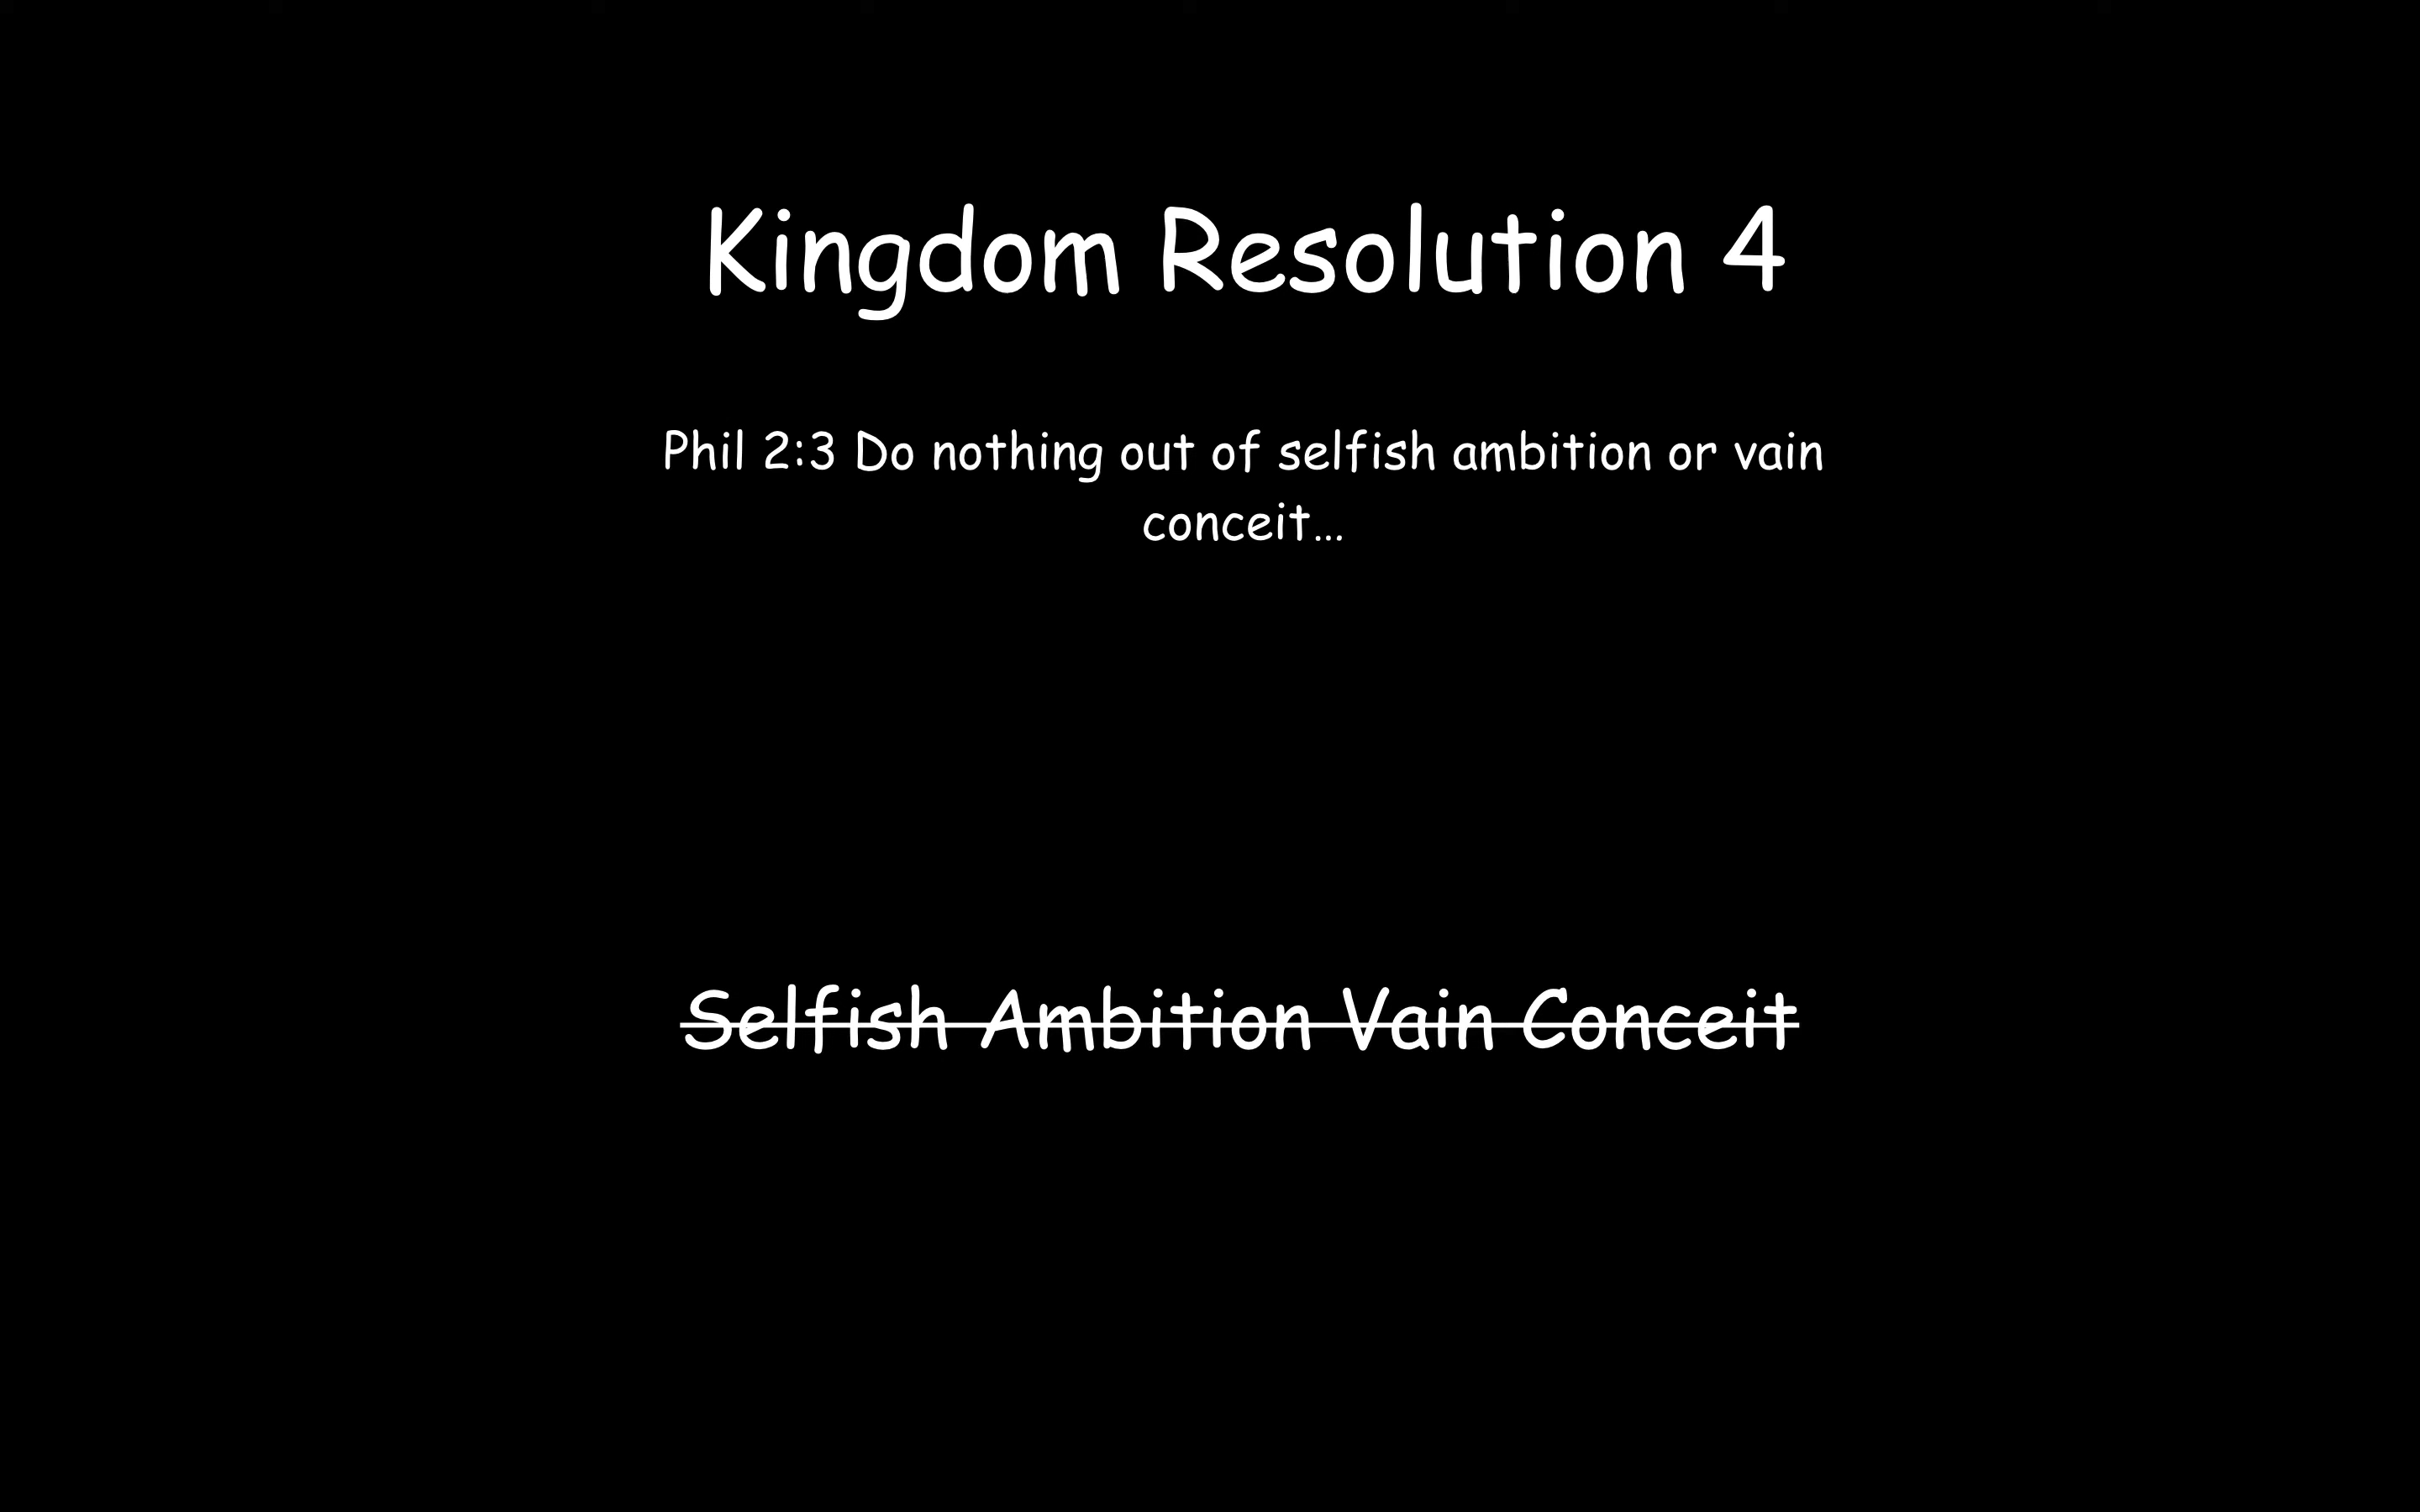 Kingdom Resolution 4
Phil 2:3 Do nothing out of selfish ambition or vain
conceit...
Selfish Ambition Vain Conceit